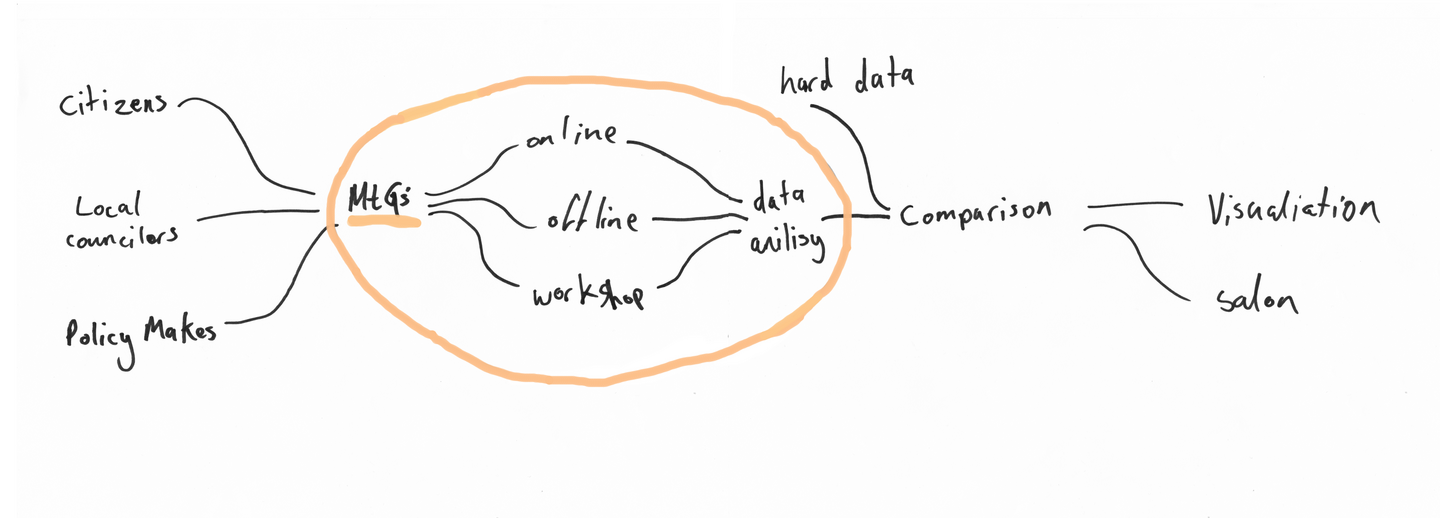 citizens
Local
councilors
Policy Makes
MtGs
online
offline
workshop
data
anilisy
hard data
Comparison
Visualiation
salon